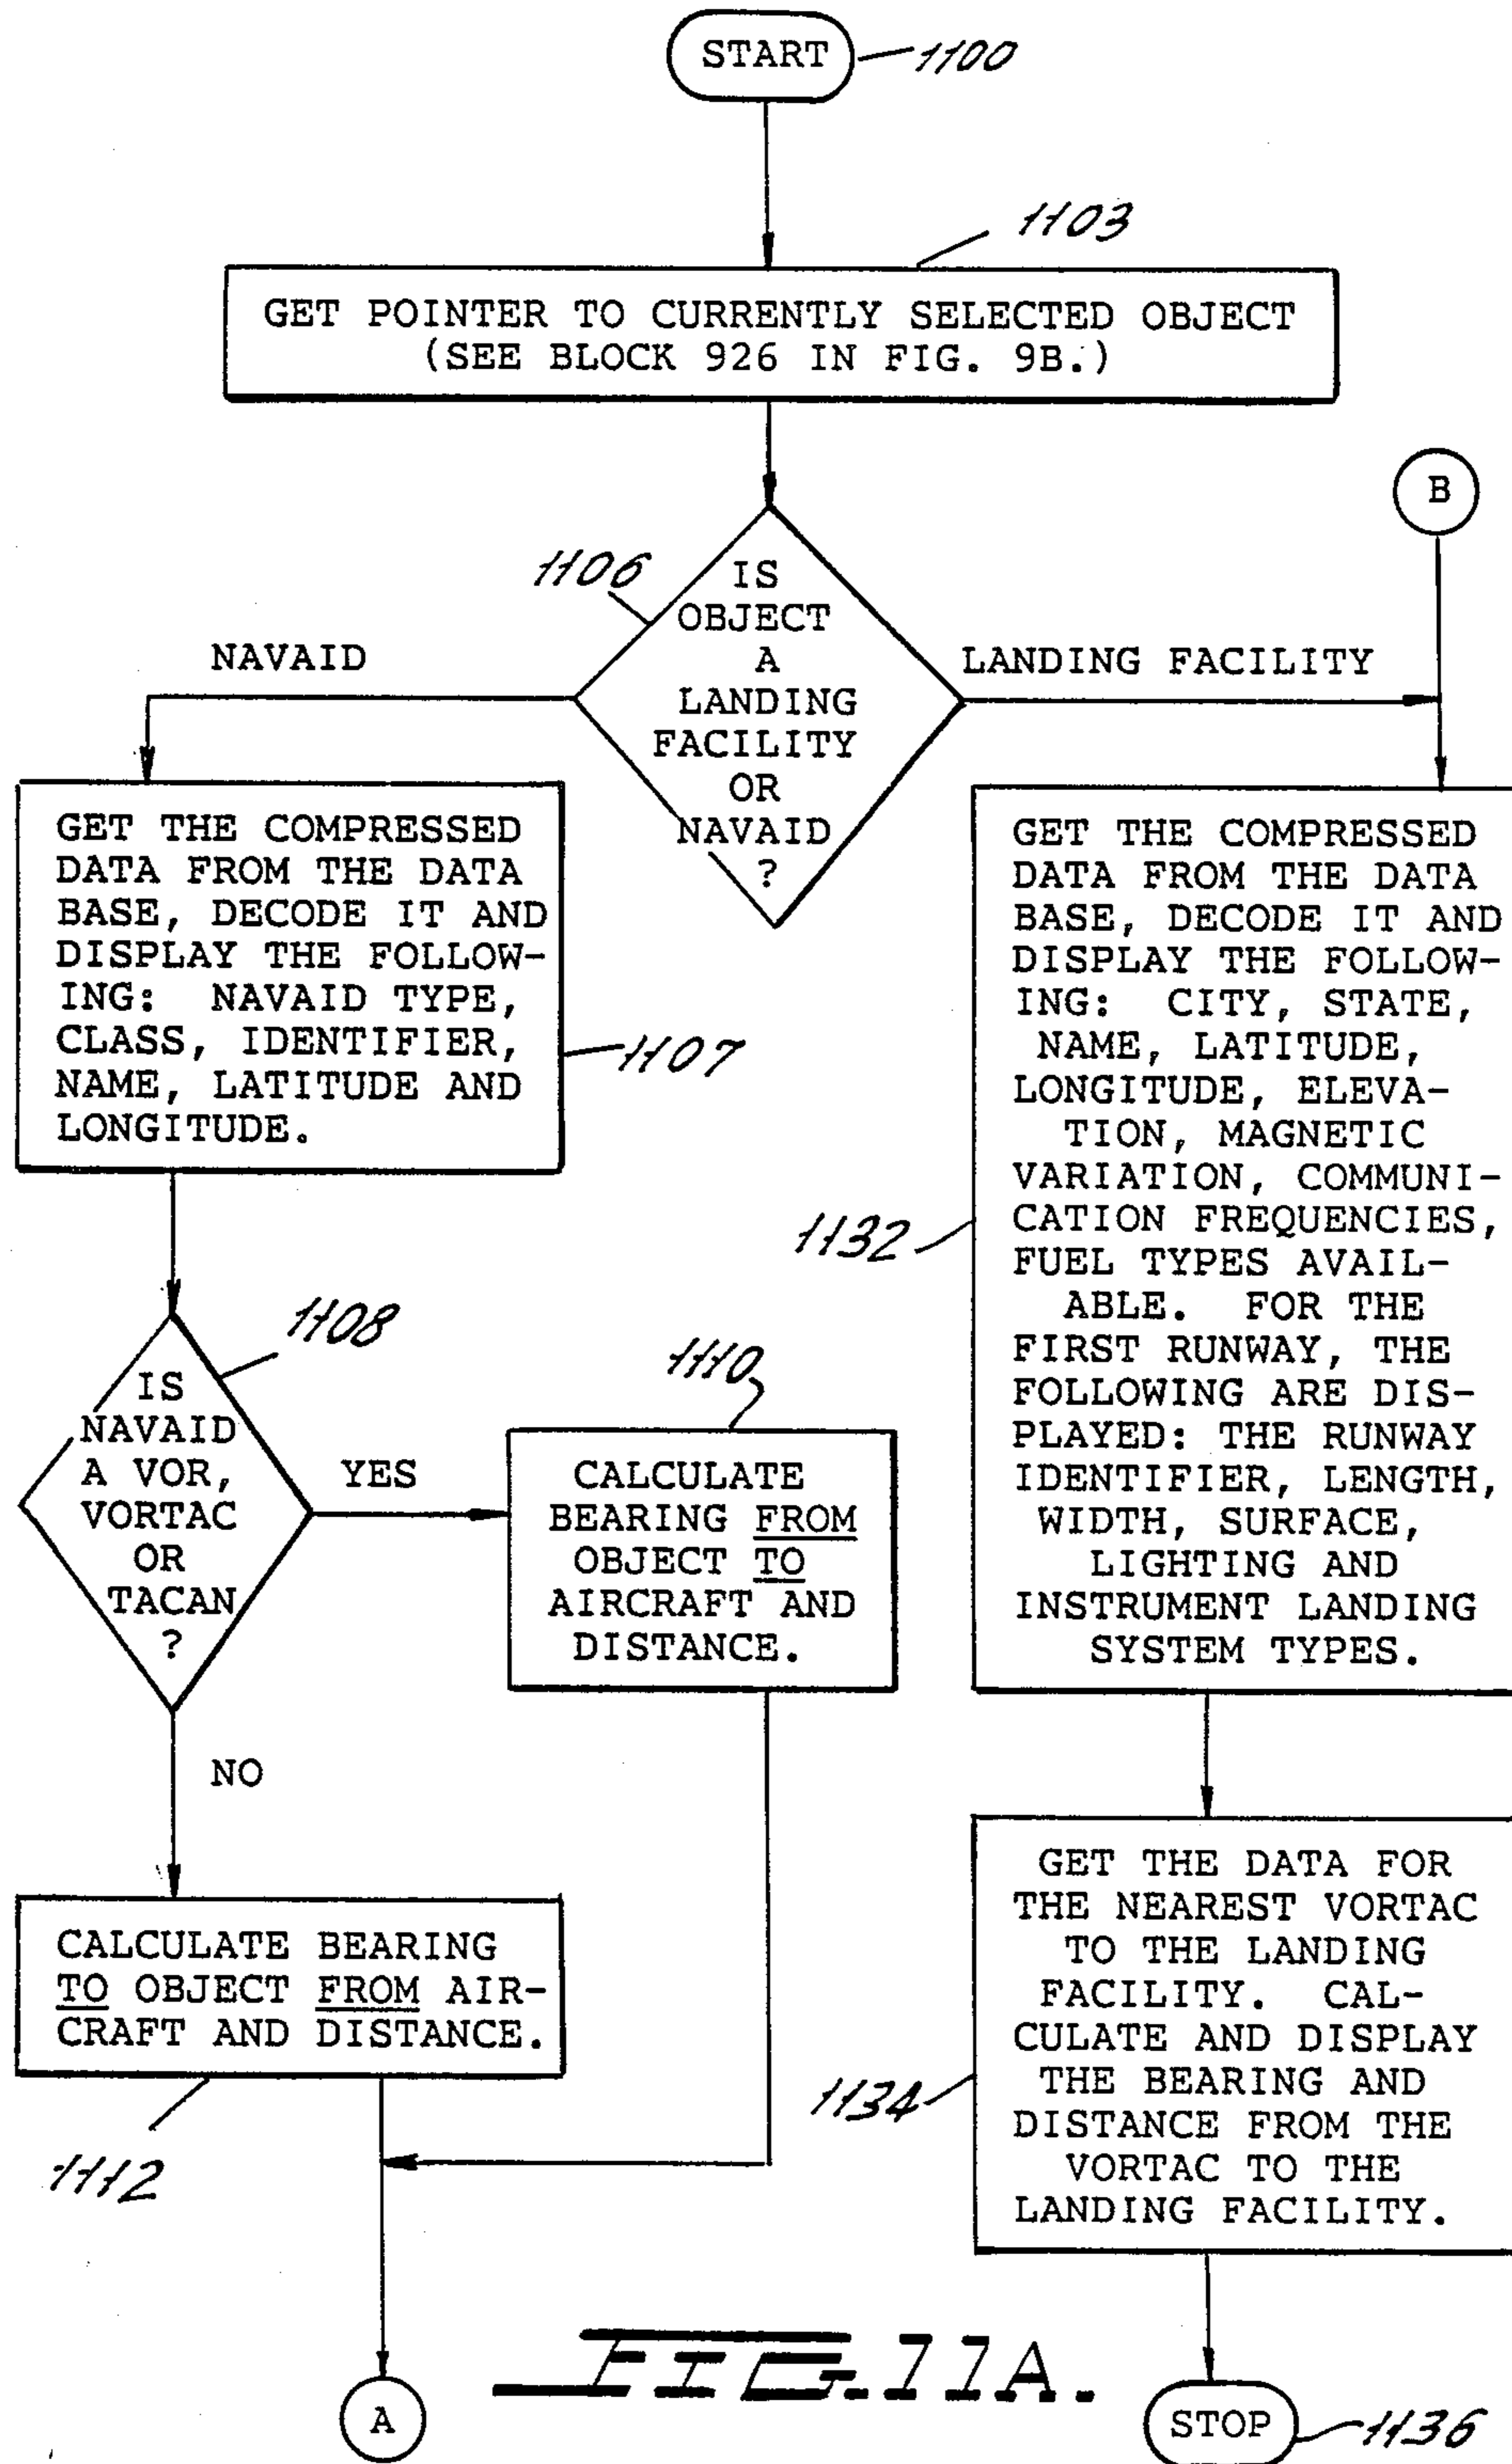 START
1100
1103
GET POINTER TO CURRENTLY SELECTED OBJECT
(SEE BLOCK 926 IN FIG. 9B.)
B
1106
IS
OBJECT
A
LANDING
FACILITY
OR
NAVAID
?
NAVAID
LANDING FACILITY
GET THE COMPRESSED
DATA FROM THE DATA
BASE, DECODE IT AND
DISPLAY THE FOLLOW-
ING: NAVAID TYPE,
CLASS, IDENTIFIER,
NAME, LATITUDE AND
LONGITUDE.
1107
1108
IS
NAVAID
A VOR,
VORTAC
OR
TACAN
?
YES
1110
CALCULATE
BEARING FROM
OBJECT TO
AIRCRAFT AND
DISTANCE.
NO
CALCULATE BEARING
TO OBJECT FROM AIR-
CRAFT AND DISTANCE.
1112
A
GET THE COMPRESSED
DATA FROM THE DATA
BASE, DECODE IT AND
DISPLAY THE FOLLOW-
ING: CITY, STATE,
NAME, LATITUDE,
LONGITUDE, ELEVA-
TION, MAGNETIC
VARIATION, COMMUNI-
CATION FREQUENCIES,
FUEL TYPES AVAIL-
ABLE. FOR THE
FIRST RUNWAY, THE
FOLLOWING ARE DIS-
PLAYED: THE RUNWAY
IDENTIFIER, LENGTH,
WIDTH, SURFACE,
LIGHTING AND
INSTRUMENT LANDING
SYSTEM TYPES.
1132
GET THE DATA FOR
THE NEAREST VORTAC
TO THE LANDING
FACILITY. CAL-
CULATE AND DISPLAY
THE BEARING AND
DISTANCE FROM THE
VORTAC TO THE
LANDING FACILITY.
1134
STOP
1136
FIG. 11A.